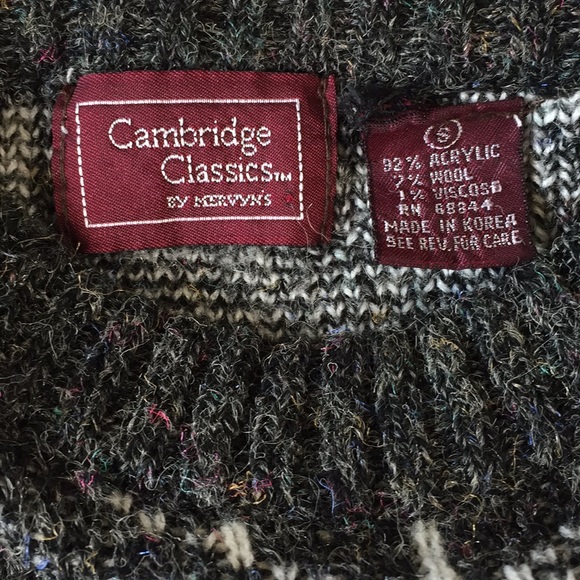 Cambridge
Classics™
BY MERVYN'S
S
92% ACRYLIC
7% WOOL
1% VISCOSE
RN 68844
MADE IN KOREA
SEE REV. FOR CARE